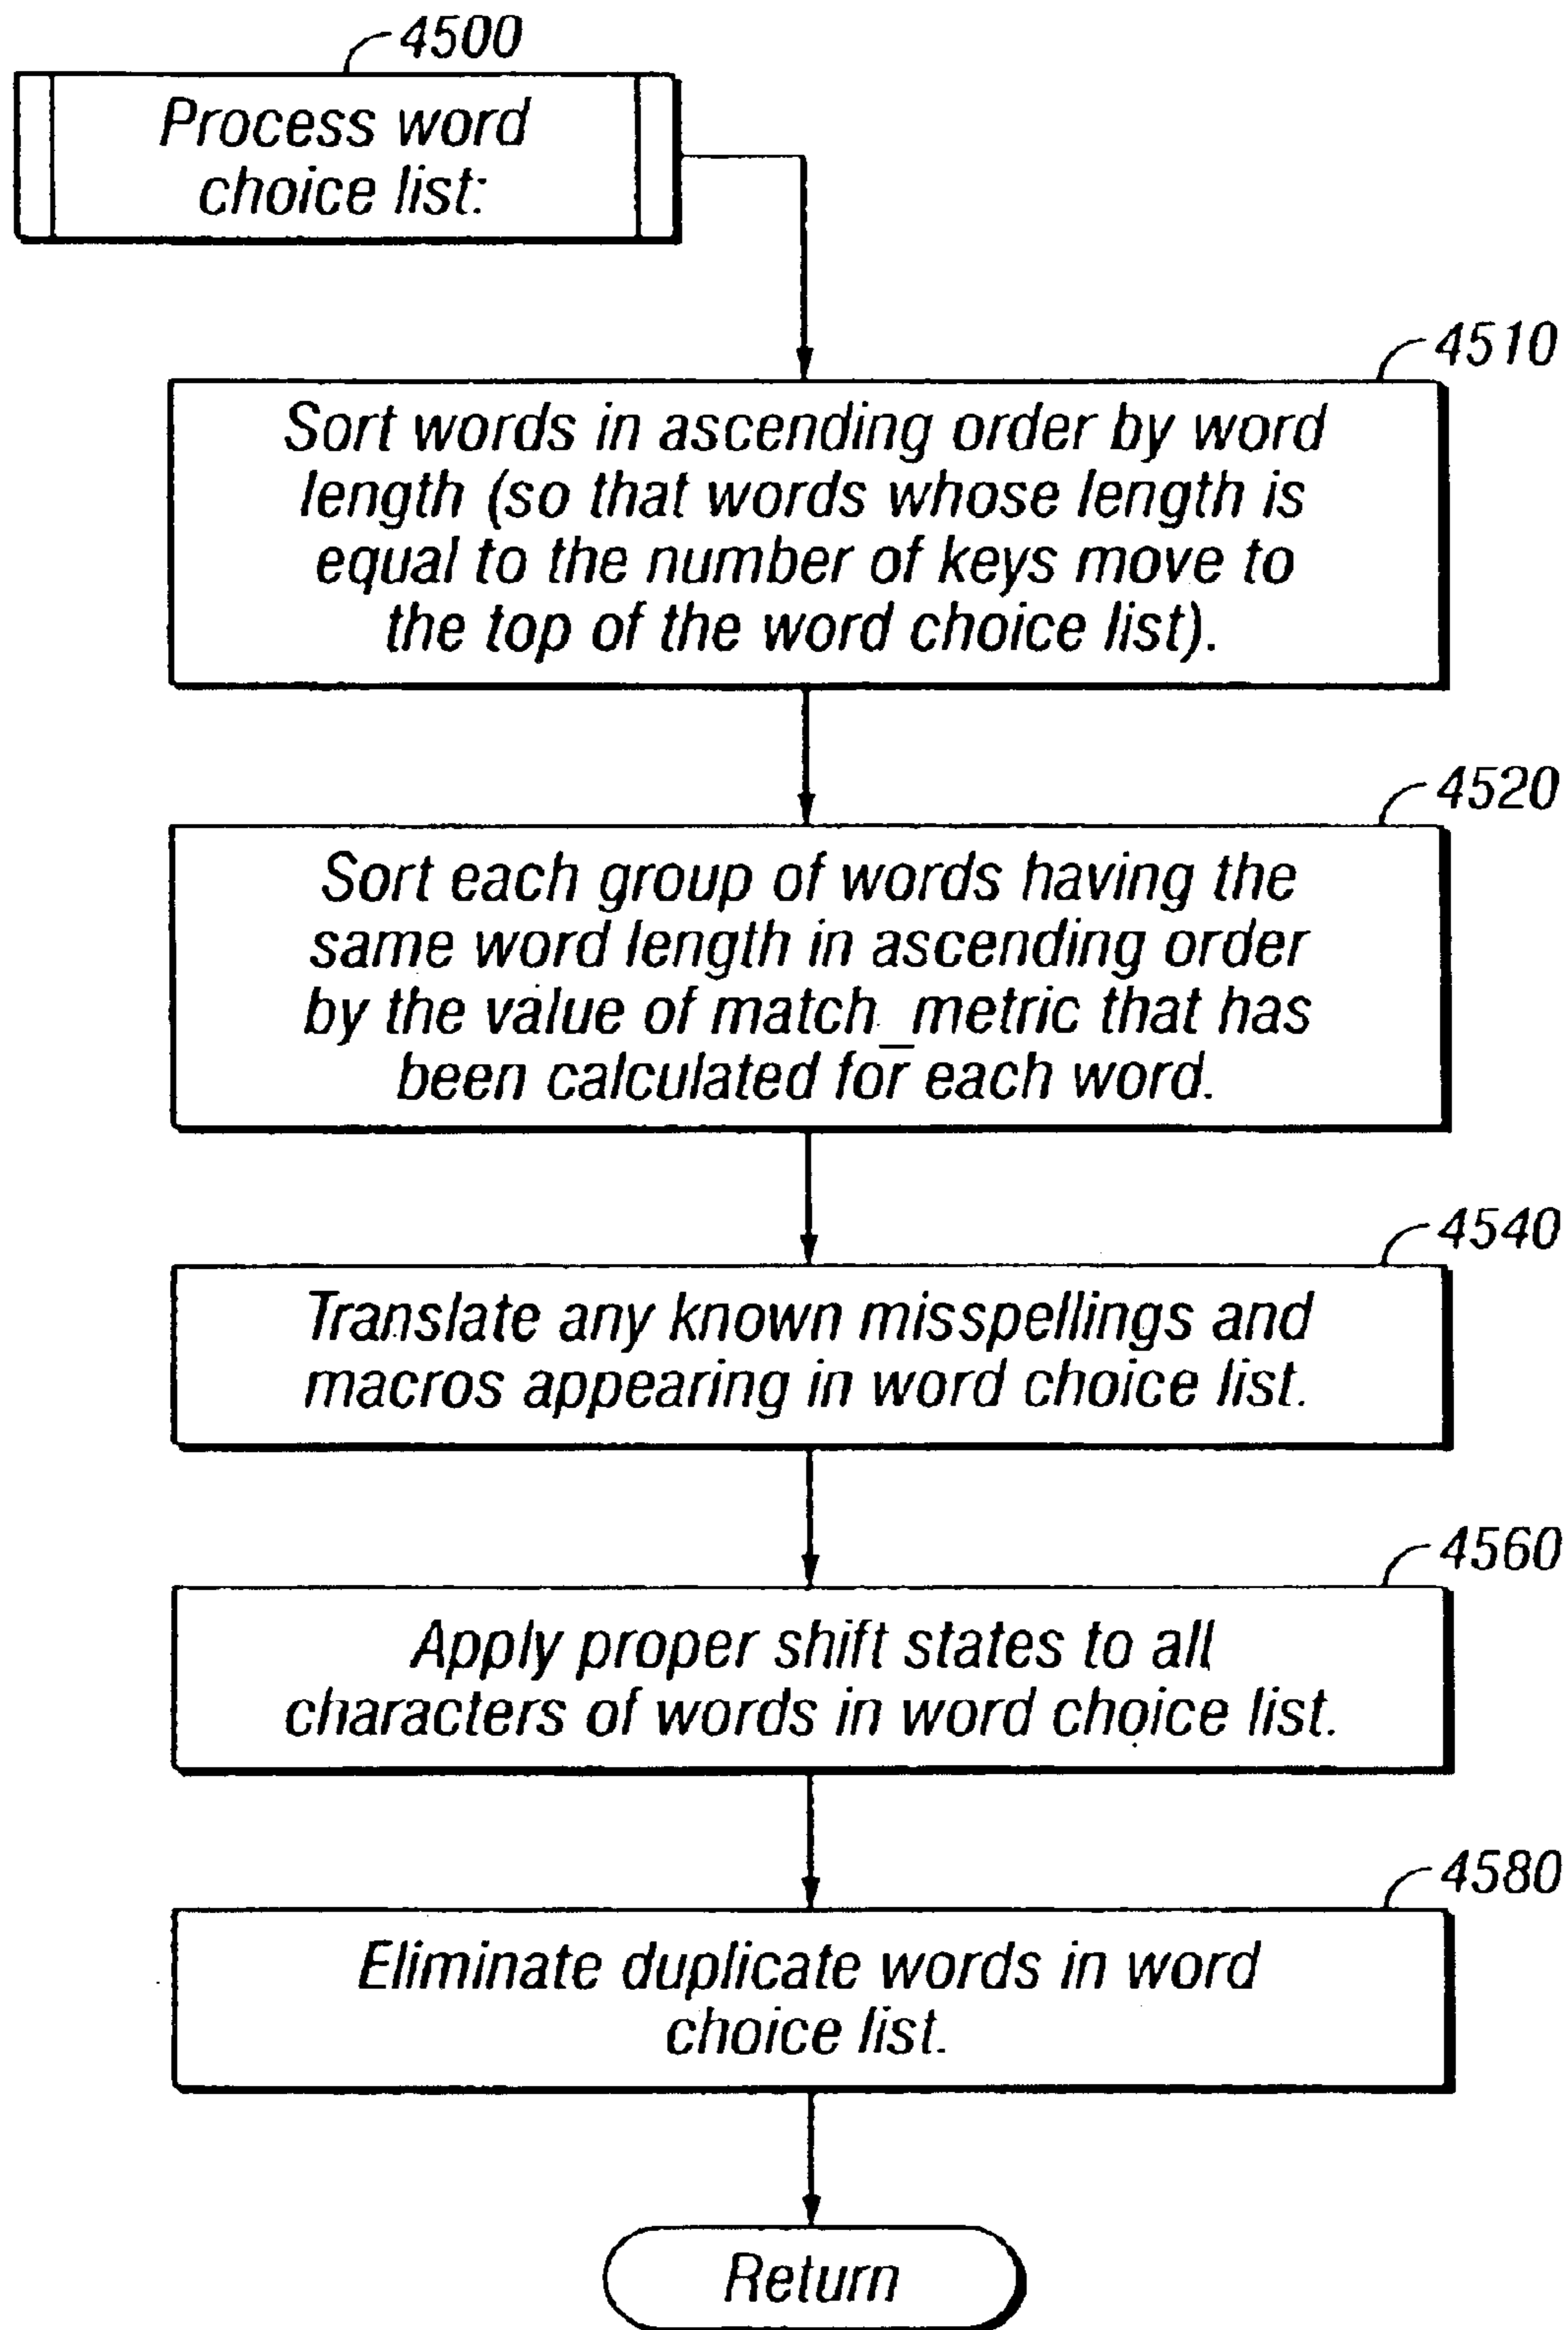 4500
Process word
choice list:
4510
Sort words in ascending order by word
length (so that words whose length is
equal to the number of keys move to
the top of the word choice list).
4520
Sort each group of words having the
same word length in ascending order
by the value of match_metric that has
been calculated for each word.
4540
Translate any known misspellings and
macros appearing in word choice list.
4560
Apply proper shift states to all
characters of words in word choice list.
4580
Eliminate duplicate words in word
choice list.
Return